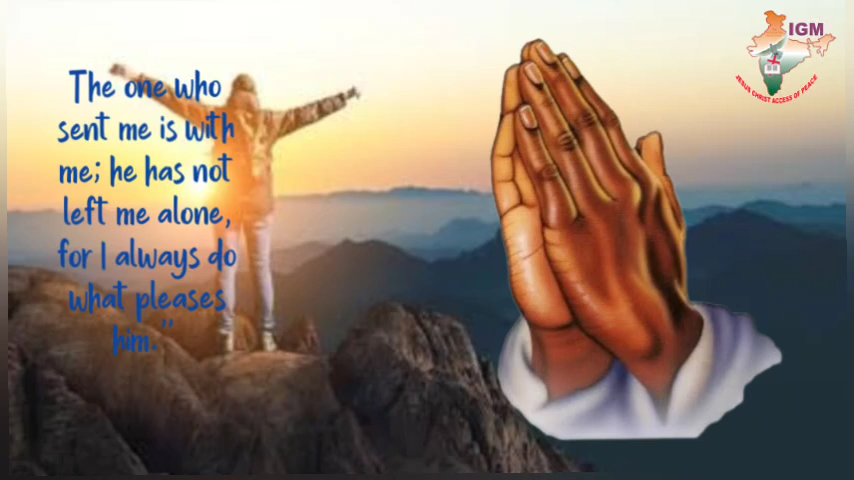 The one who
sent me is with
me; he has not
left me alone,
for I always do
what pleases
him.”
IGM
JESUS CHRIST ACCESS OF PEACE